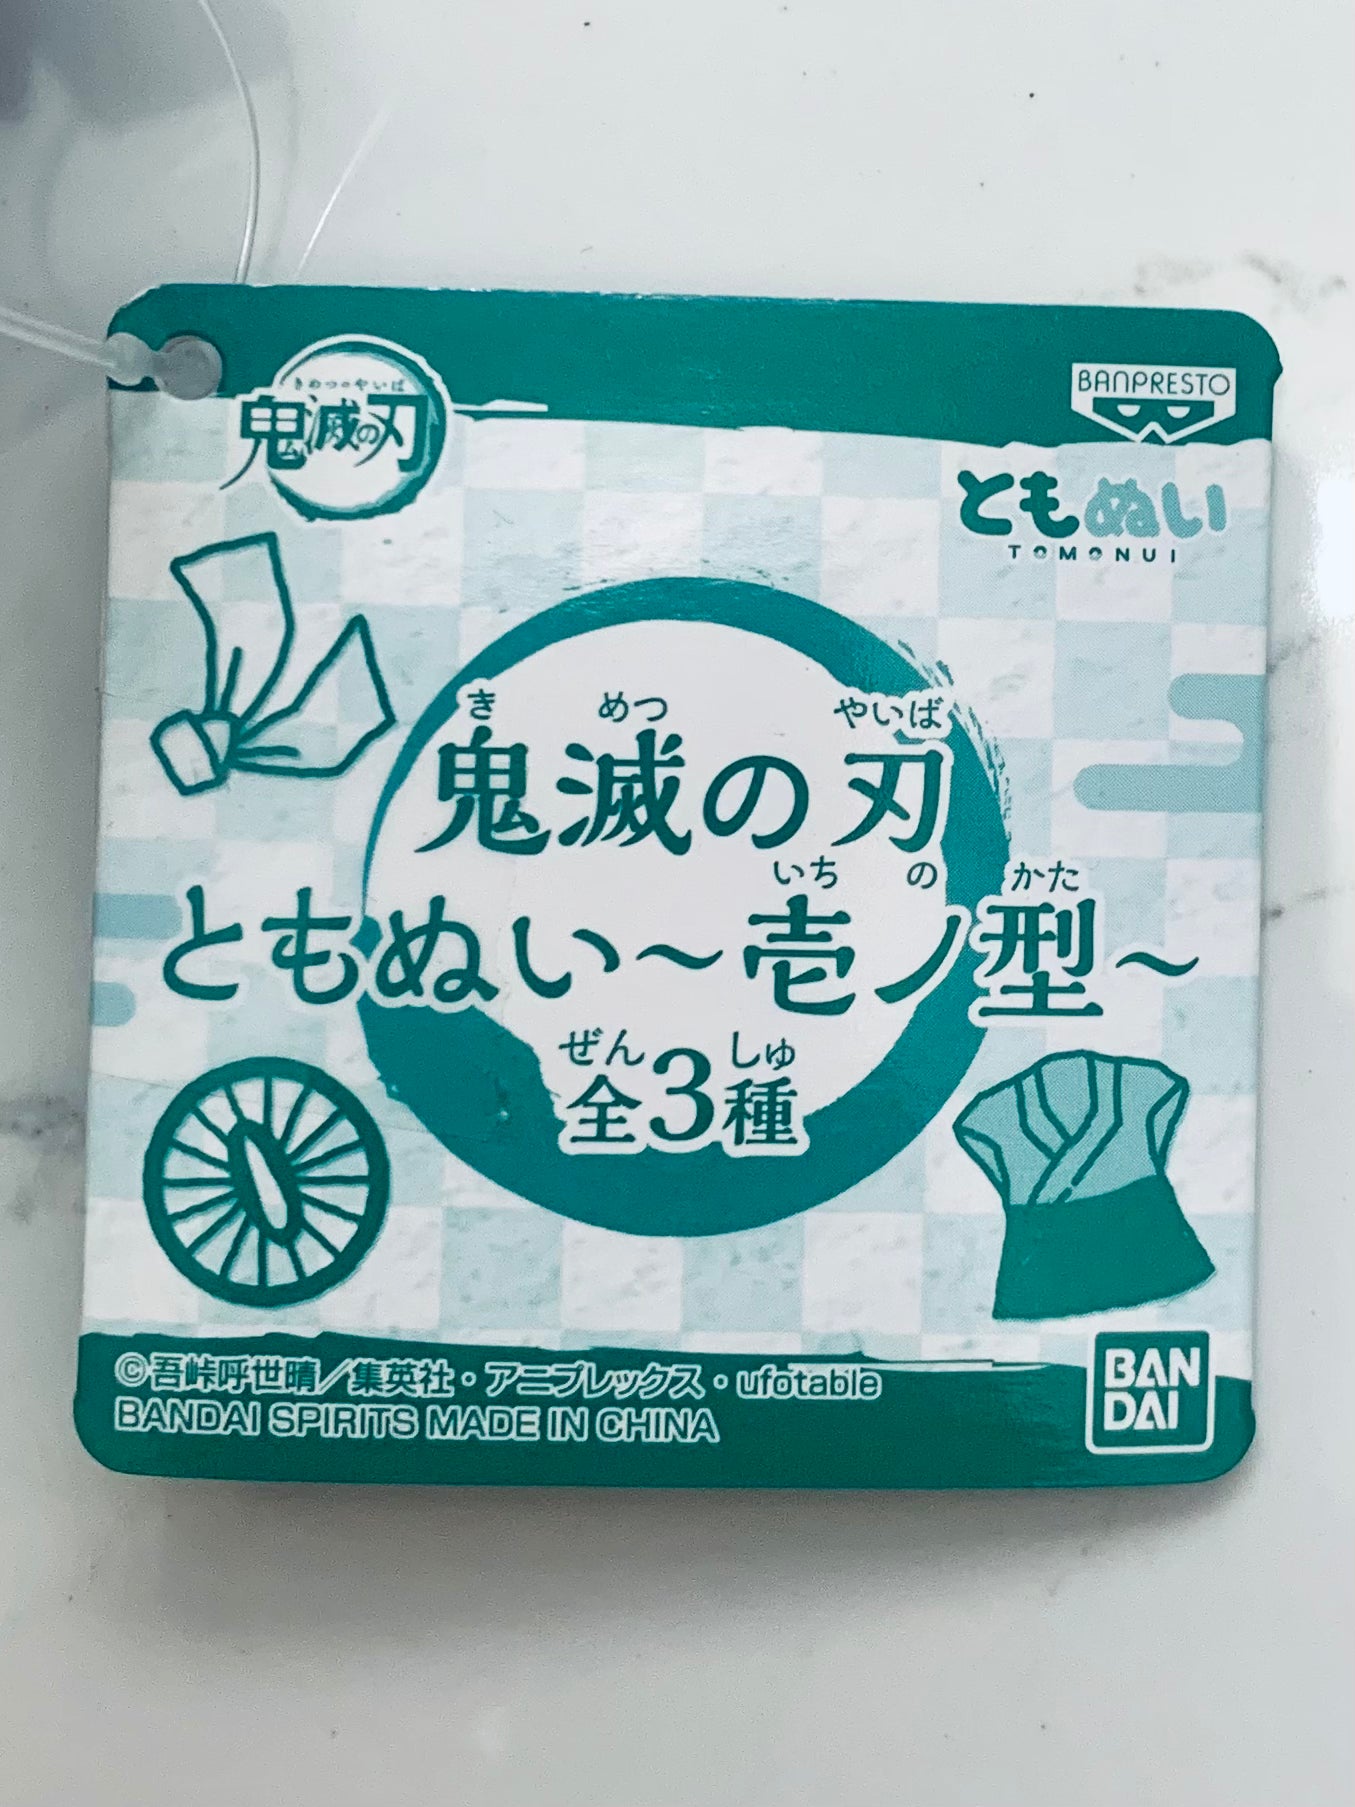 きめつのやいば
鬼滅の刃
BANPRESTO
ともぬい
TOMONUI
き めつ やいば
鬼滅の刃
いち の かた
ともぬい～壱ノ型～
ぜん しゅ
全3種
©吾峠呼世晴／集英社・アニプレックス・ufotable
BANDAI SPIRITS MADE IN CHINA
BAN
DAI